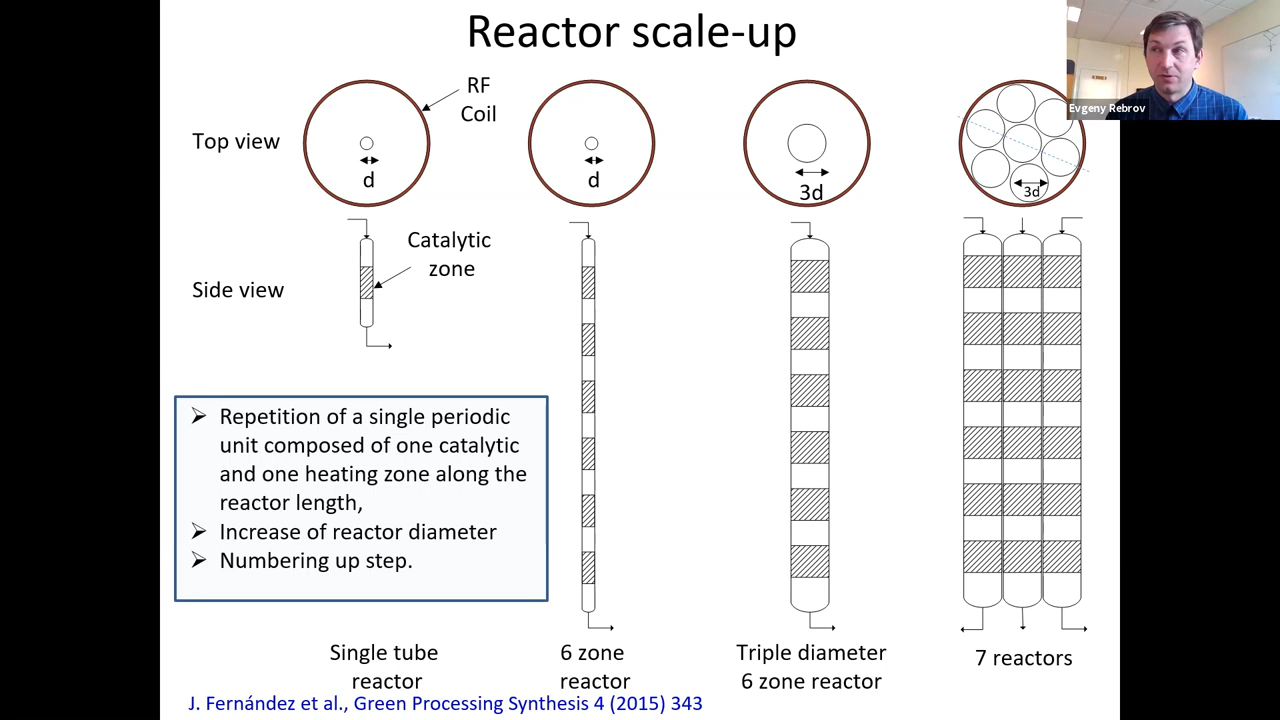 Reactor scale-up
Evgeny Rebrov
RF
Coil
Top view
d
d
3d
3d
Catalytic
zone
Side view
➢ Repetition of a single periodic
unit composed of one catalytic
and one heating zone along the
reactor length,
➢ Increase of reactor diameter
➢ Numbering up step.
Single tube
reactor
6 zone
reactor
Triple diameter
6 zone reactor
7 reactors
J. Fernández et al., Green Processing Synthesis 4 (2015) 343